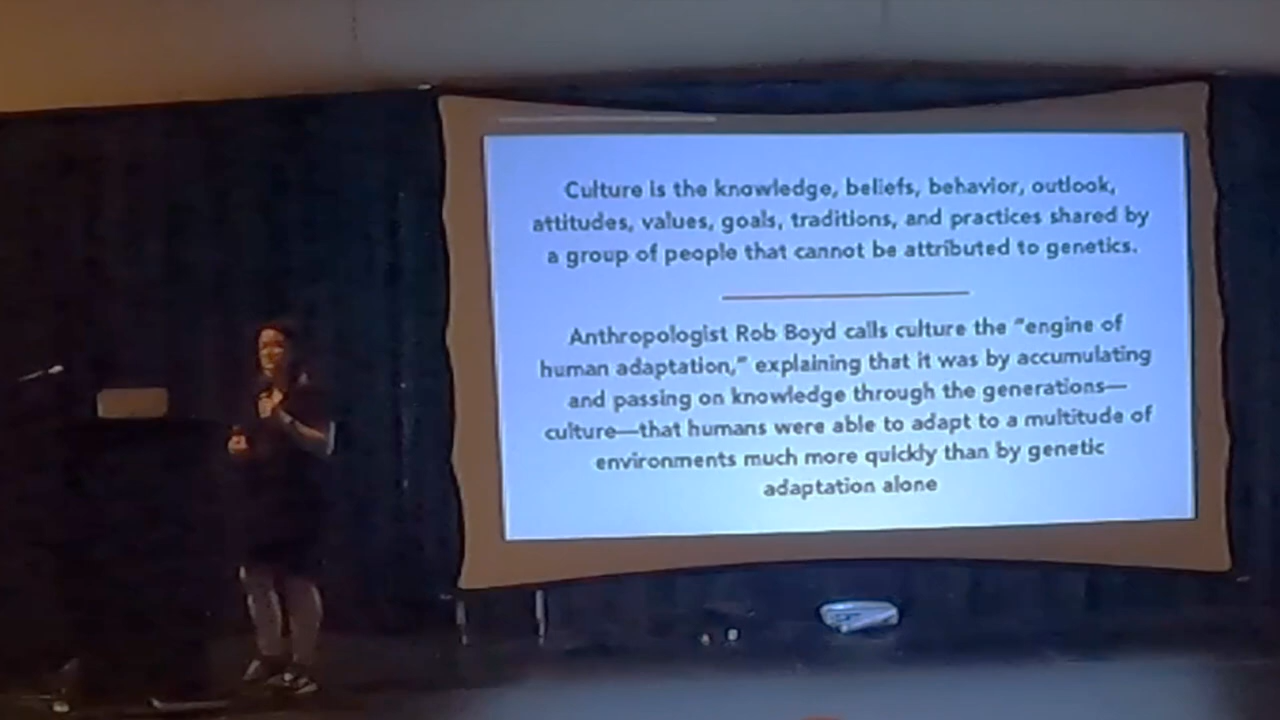 Culture is the knowledge, beliefs, behavior, outlook,
attitudes, values, goals, traditions, and practices shared by
a group of people that cannot be attributed to genetics.
Anthropologist Rob Boyd calls culture the "engine of
human adaptation," explaining that it was by accumulating
and passing on knowledge through the generations—
culture—that humans were able to adapt to a multitude of
environments much more quickly than by genetic
adaptation alone